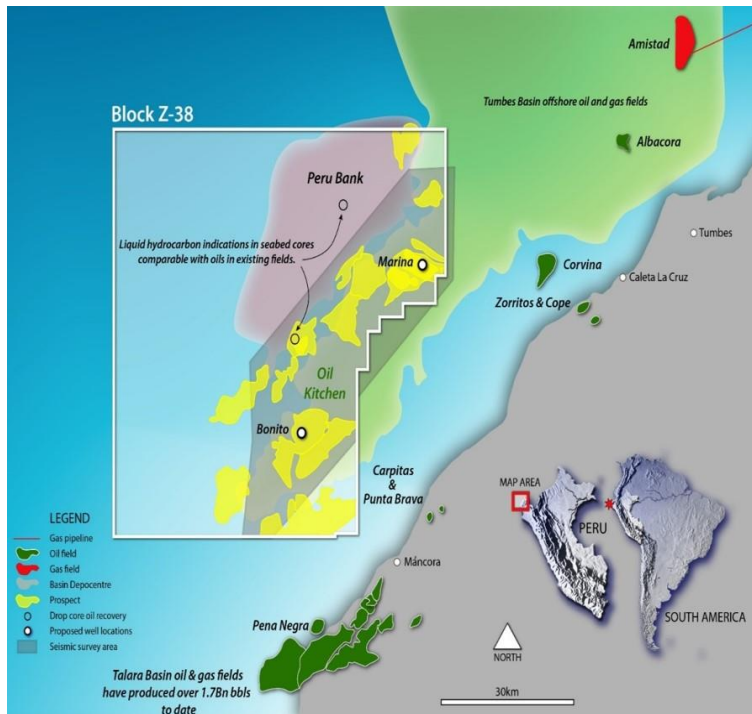 Amistad
Tumbes Basin offshore oil and gas fields
Albacora
Block Z-38
Peru Bank
Liquid hydrocarbon indications in seabed cores
comparable with oils in existing fields.
Marina
Tumbes
Corvina
Caleta La Cruz
Zorritos & Cope
Oil
Kitchen
Bonito
Carpitas
&
Punta Brava
MAP AREA
PERU
SOUTH AMERICA
LEGEND
Gas pipeline
Oil field
Gas field
Basin Depocentre
Prospect
Drop core oil recovery
Proposed well locations
Seismic survey area
Máncora
Pena Negra
Talara Basin oil & gas fields
have produced over 1.7Bn bbls
to date
NORTH
30km